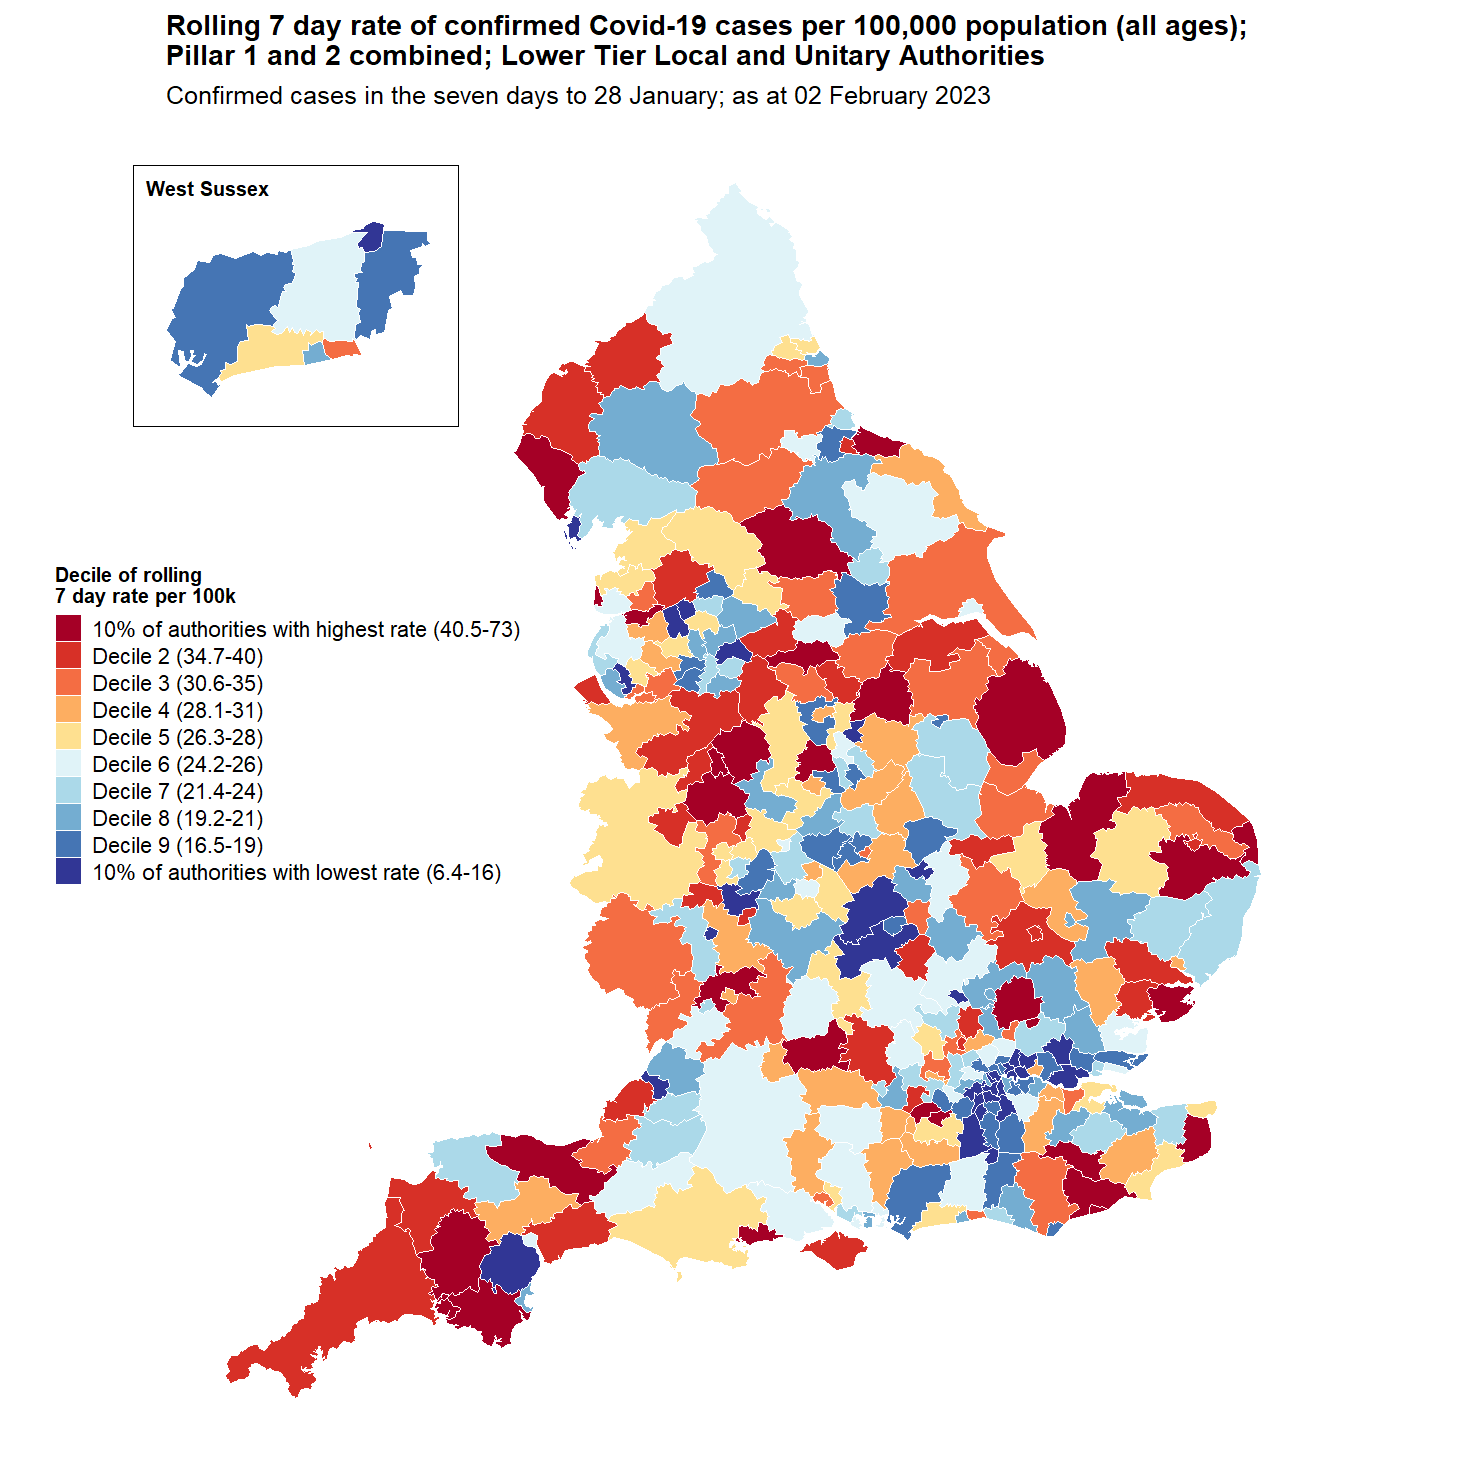 Rolling 7 day rate of confirmed Covid-19 cases per 100,000 population (all ages);
Pillar 1 and 2 combined; Lower Tier Local and Unitary Authorities
Confirmed cases in the seven days to 28 January; as at 02 February 2023
West Sussex
Decile of rolling
7 day rate per 100k
10% of authorities with highest rate (40.5-73)
Decile 2 (34.7-40)
Decile 3 (30.6-35)
Decile 4 (28.1-31)
Decile 5 (26.3-28)
Decile 6 (24.2-26)
Decile 7 (21.4-24)
Decile 8 (19.2-21)
Decile 9 (16.5-19)
10% of authorities with lowest rate (6.4-16)